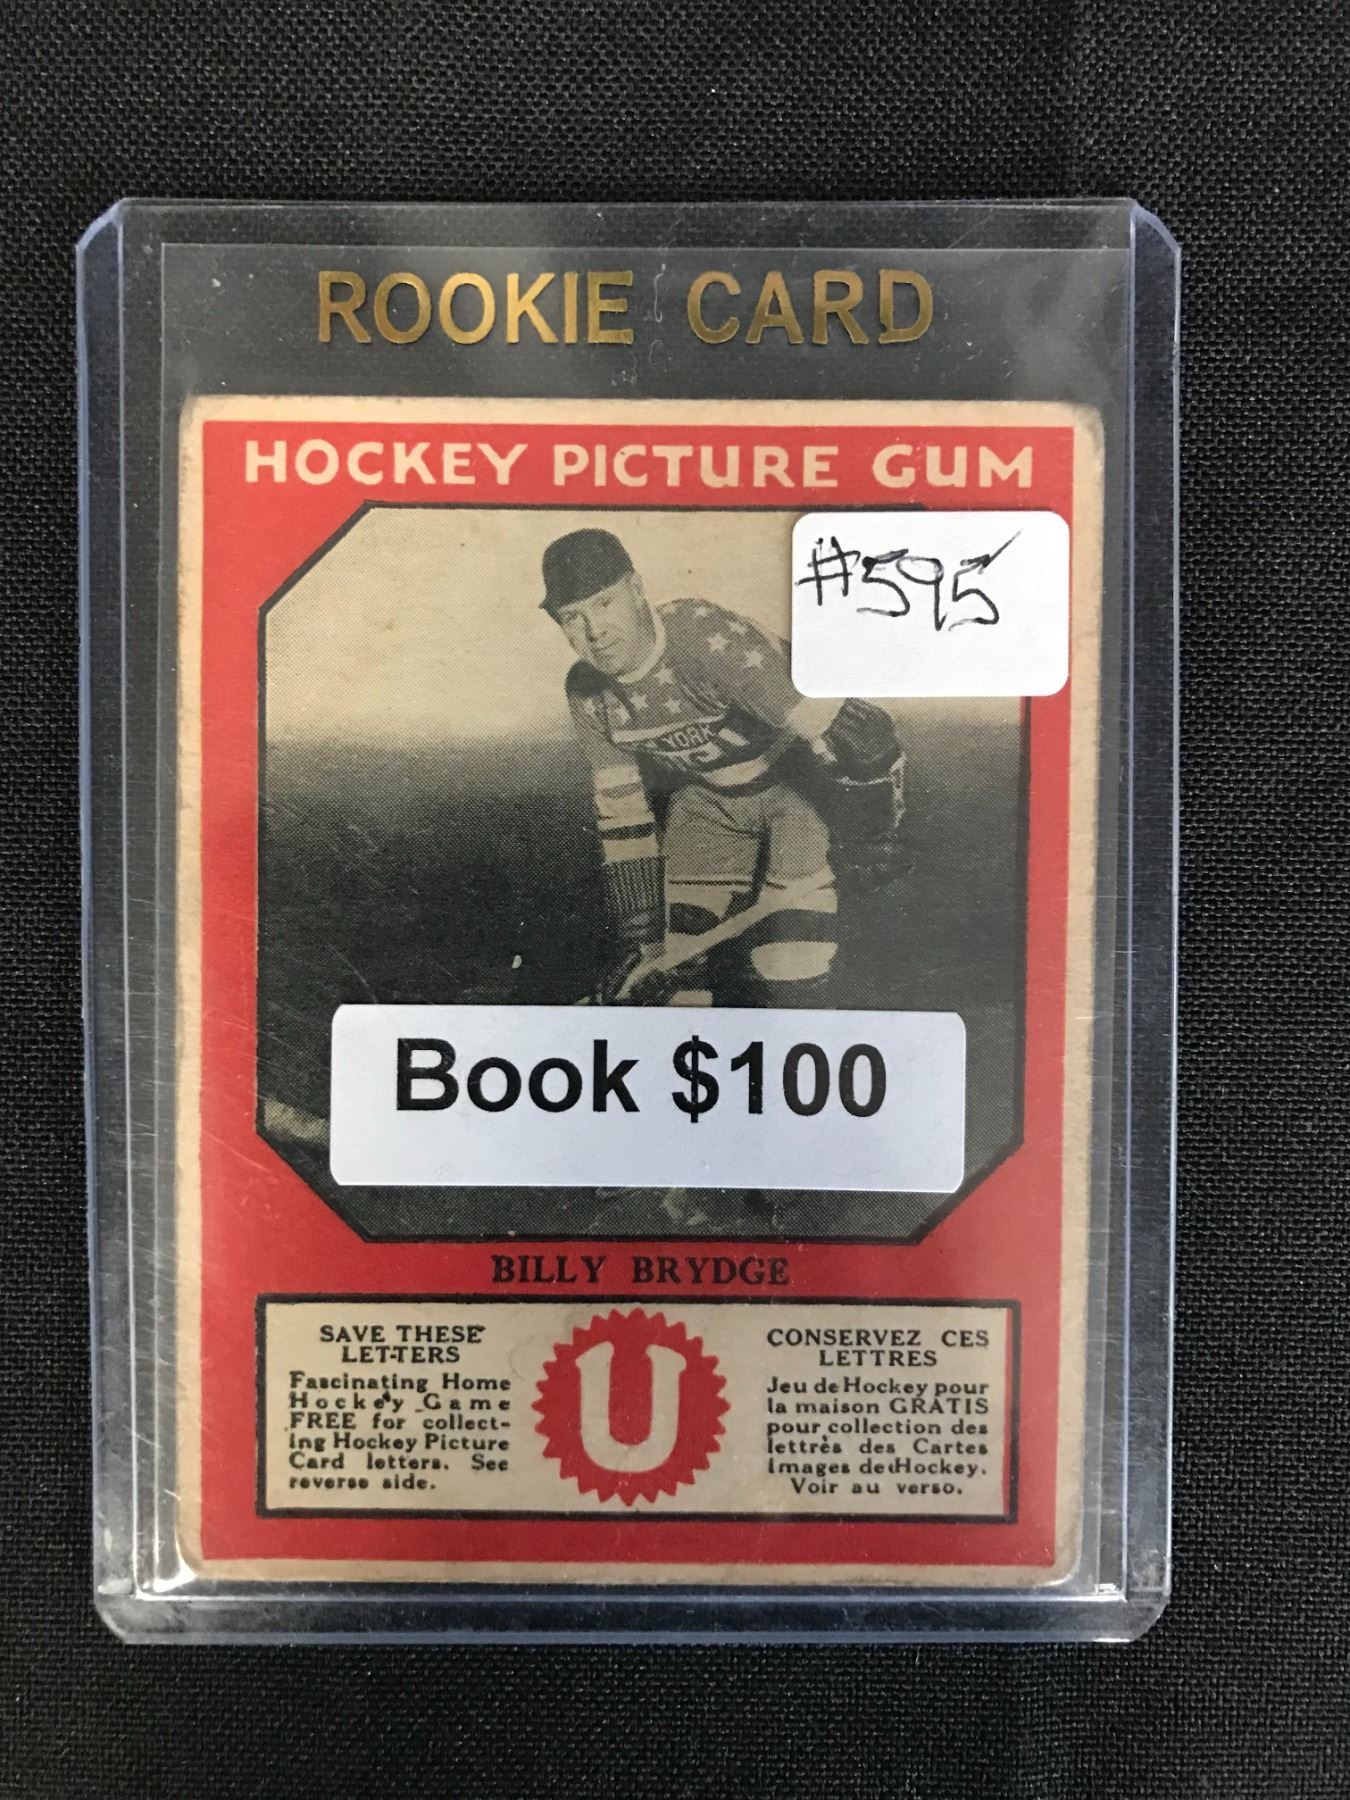 ROOKIE CARD
HOCKEY PICTURE GUM
#595
YORK
Book $100
BILLY BRYDGE
SAVE THESE
LETTERS
Fascinating Home
Hockey Game
FREE for collect-
ing Hockey Picture
Card letters. See
reverse side.
U
CONSERVEZ CES
LETTRES
Jeu de Hockey pour
la maison GRATIS
pour collection des
lettres des Cartes
Images de Hockey.
Voir au verso.